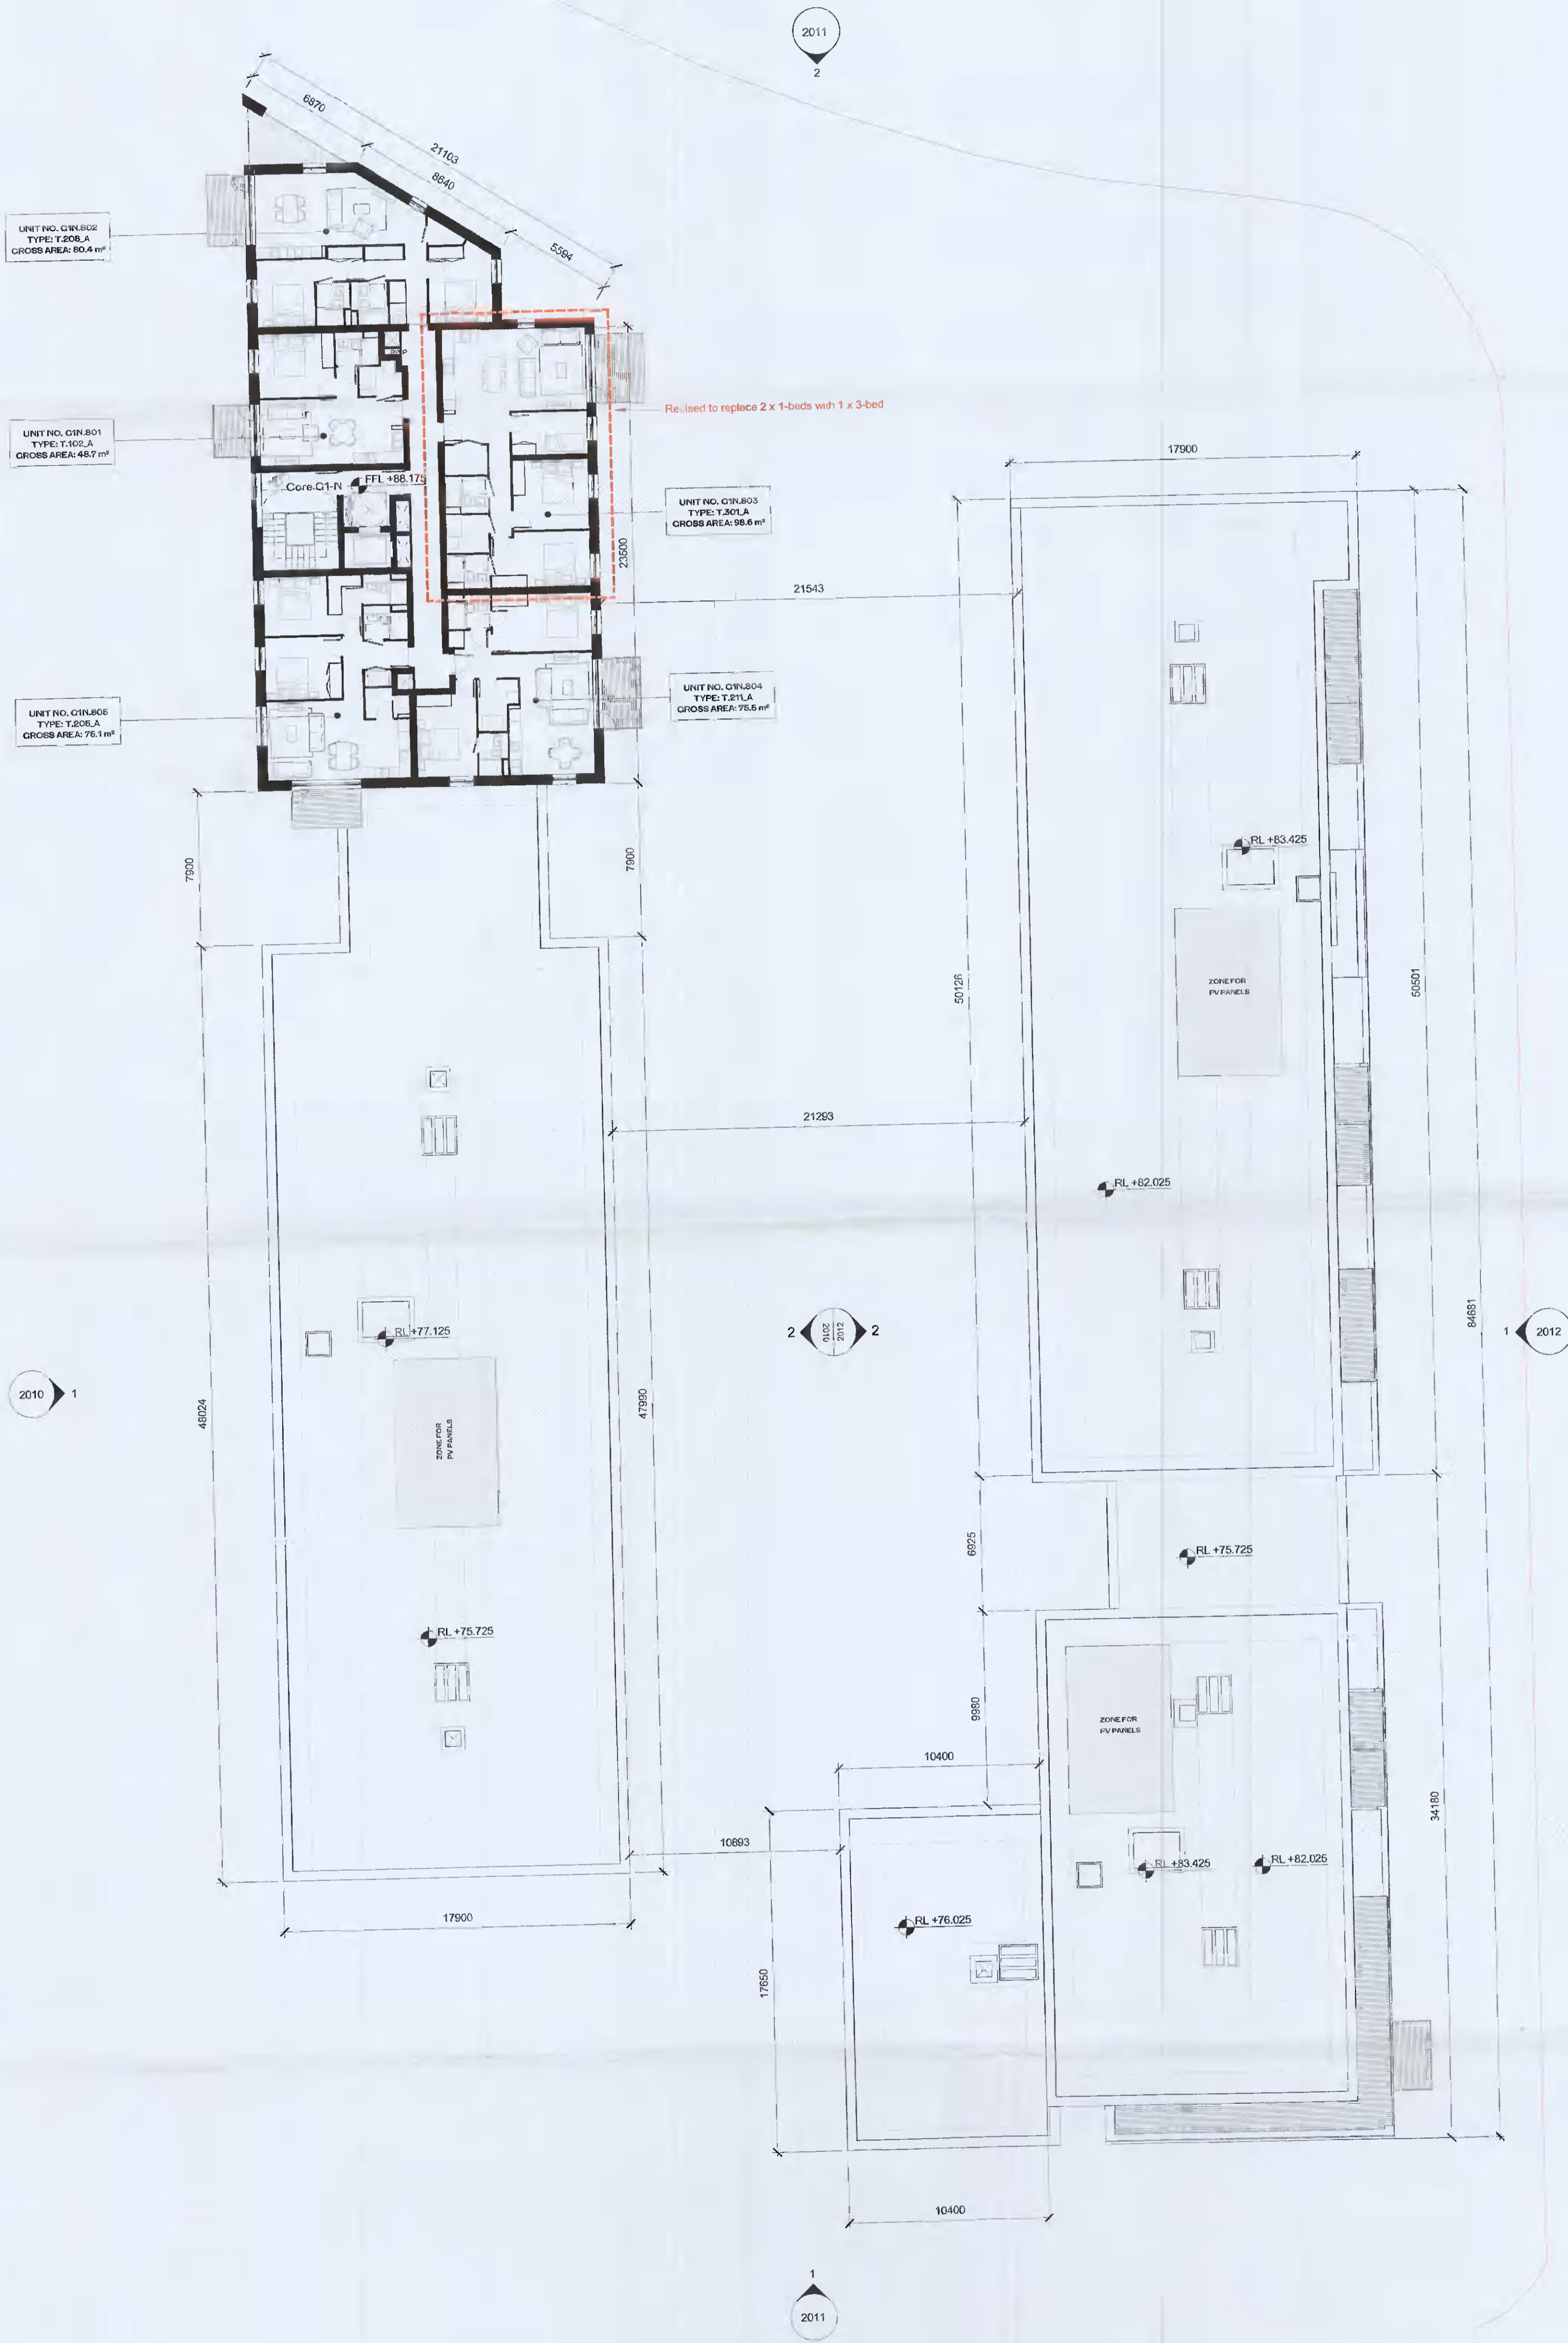 2011
2
6870
21103
8640
5594
UNIT NO. C1N.802
TYPE: T.208_A
GROSS AREA: 80.4 m²
Revised to replace 2 x 1-beds with 1 x 3-bed
UNIT NO. C1N.801
TYPE: T.102_A
GROSS AREA: 48.7 m²
Core C1-N
FFL +88.175
17900
UNIT NO. C1N.803
TYPE: T.301_A
GROSS AREA: 98.6 m²
23500
21543
UNIT NO. C1N.804
TYPE: T.211_A
GROSS AREA: 75.5 m²
UNIT NO. C1N.805
TYPE: T.205_A
GROSS AREA: 76.1 m²
7900
7900
RL +83.425
50126
ZONE FOR
PV PANELS
50501
21293
RL +82.025
RL +77.125
2
2010
2012
2
84681
1
2012
2010
1
48024
47990
ZONE FOR
PV PANELS
6925
RL +75.725
RL +75.725
9980
ZONE FOR
PV PANELS
10400
34180
10893
RL +83.425
RL +82.025
17900
RL +76.025
17650
10400
1
2011